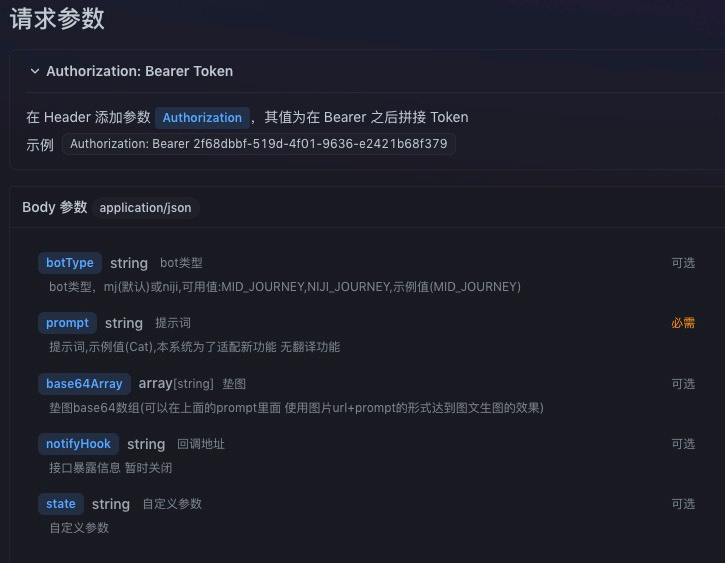 请求参数
Authorization: Bearer Token
在 Header 添加参数 Authorization ，其值为在 Bearer 之后拼接 Token
示例 Authorization: Bearer 2f68dbbf-519d-4f01-9636-e2421b68f379
Body 参数 application/json
botType string bot类型 可选
bot类型，mj(默认)或niji,可用值:MID_JOURNEY,NIJI_JOURNEY,示例值(MID_JOURNEY)
prompt string 提示词 必需
提示词,示例值(Cat),本系统为了适配新功能 无翻译功能
base64Array array[string] 垫图 可选
垫图base64数组(可以在上面的prompt里面 使用图片url+prompt的形式达到图文生图的效果)
notifyHook string 回调地址 可选
接口暴露信息 暂时关闭
state string 自定义参数 可选
自定义参数